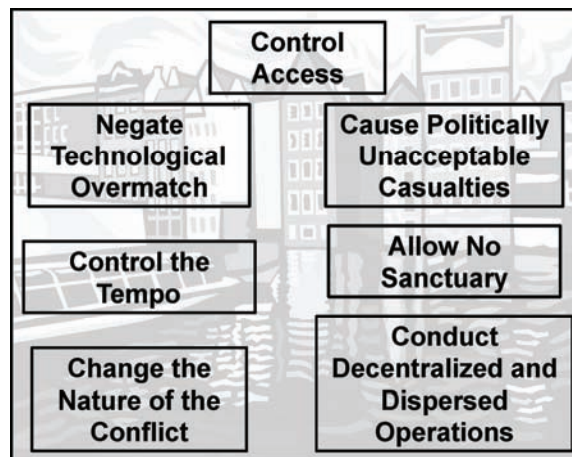 Control
Access
Negate
Technological
Overmatch
Cause Politically
Unacceptable
Casualties
Control the
Tempo
Allow No
Sanctuary
Change the
Nature of the
Conflict
Conduct
Decentralized and
Dispersed
Operations